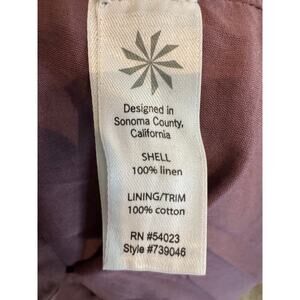 Designed in
Sonoma County,
California
SHELL
100% linen
LINING/TRIM
100% cotton
RN #54023
Style #739046